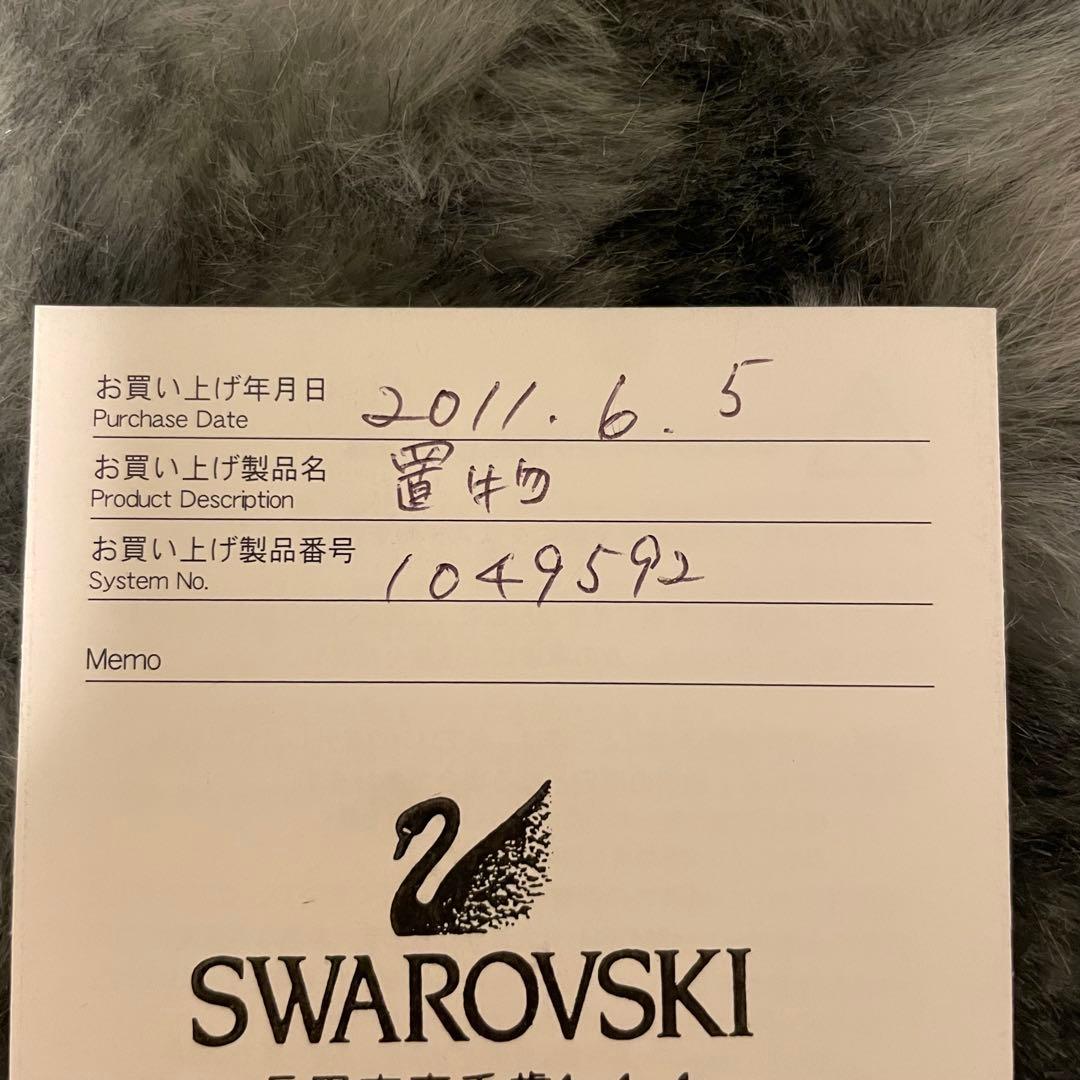 お買い上げ年月日 2011.6.5
Purchase Date
お買い上げ製品名 置物
Product Description
お買い上げ製品番号 1049592
System No.
Memo
SWAROVSKI